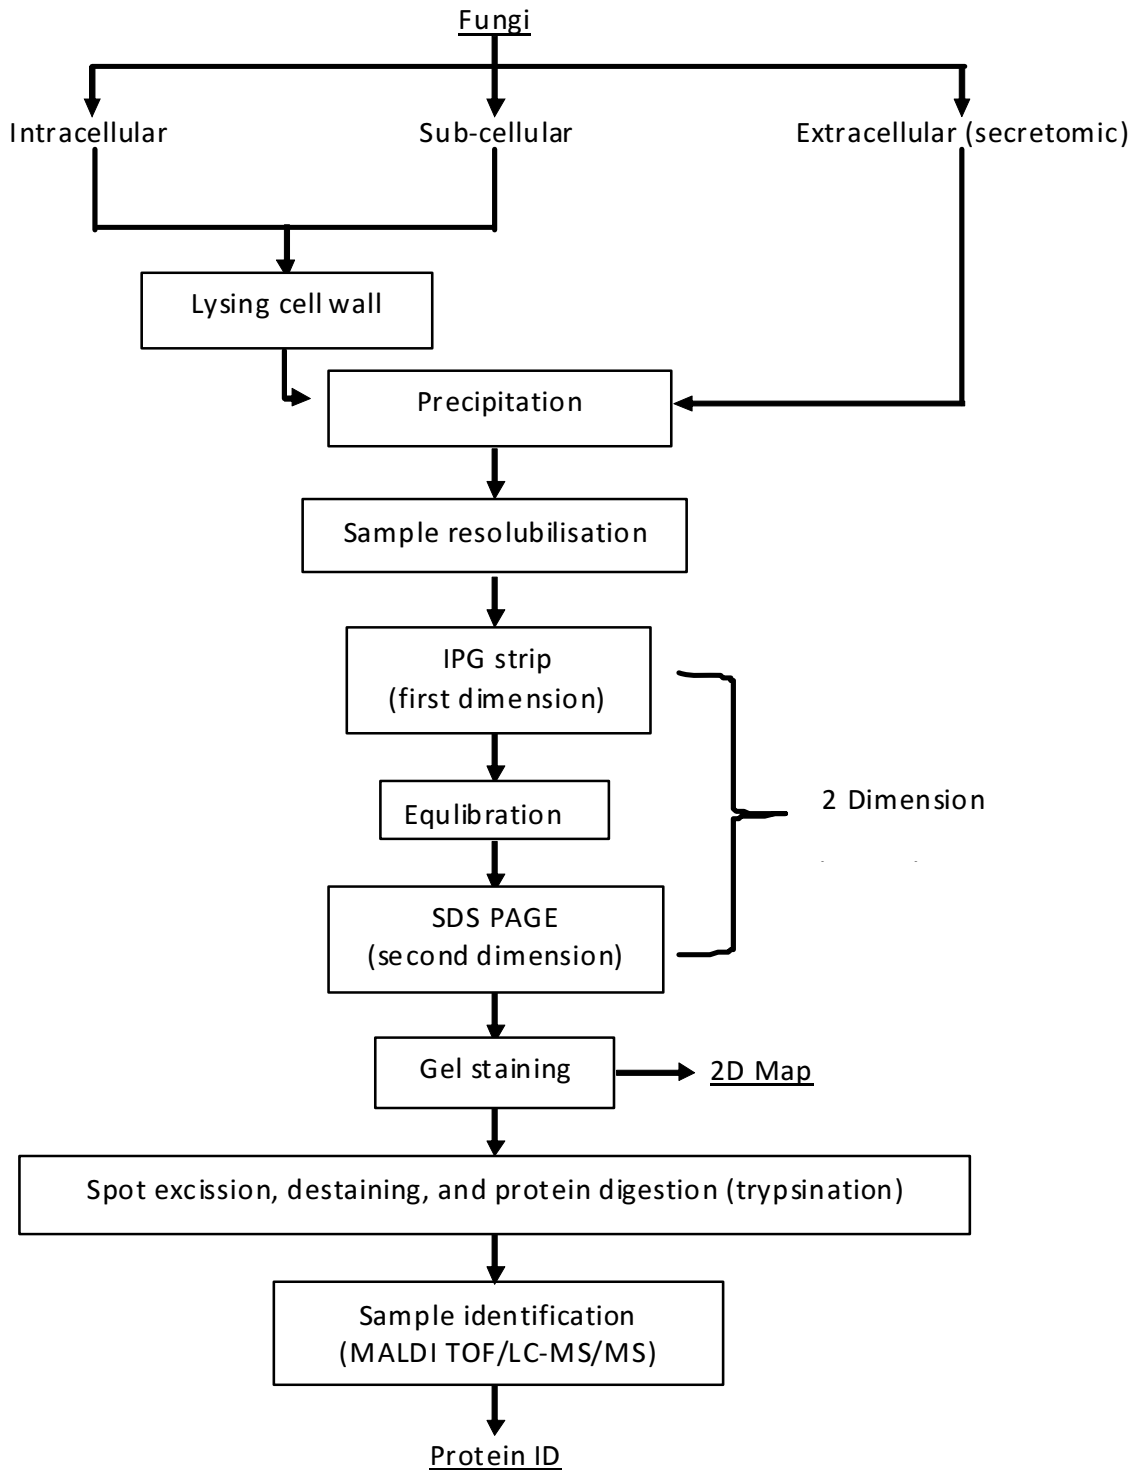 Fungi
Intracellular
Sub-cellular
Extracellular (secretomic)
Lysing cell wall
Precipitation
Sample resolubilisation
IPG strip
(first dimension)
Equlibration
2 Dimension
SDS PAGE
(second dimension)
Gel staining
2D Map
Spot excission, destaining, and protein digestion (trypsination)
Sample identification
(MALDI TOF/LC-MS/MS)
Protein ID